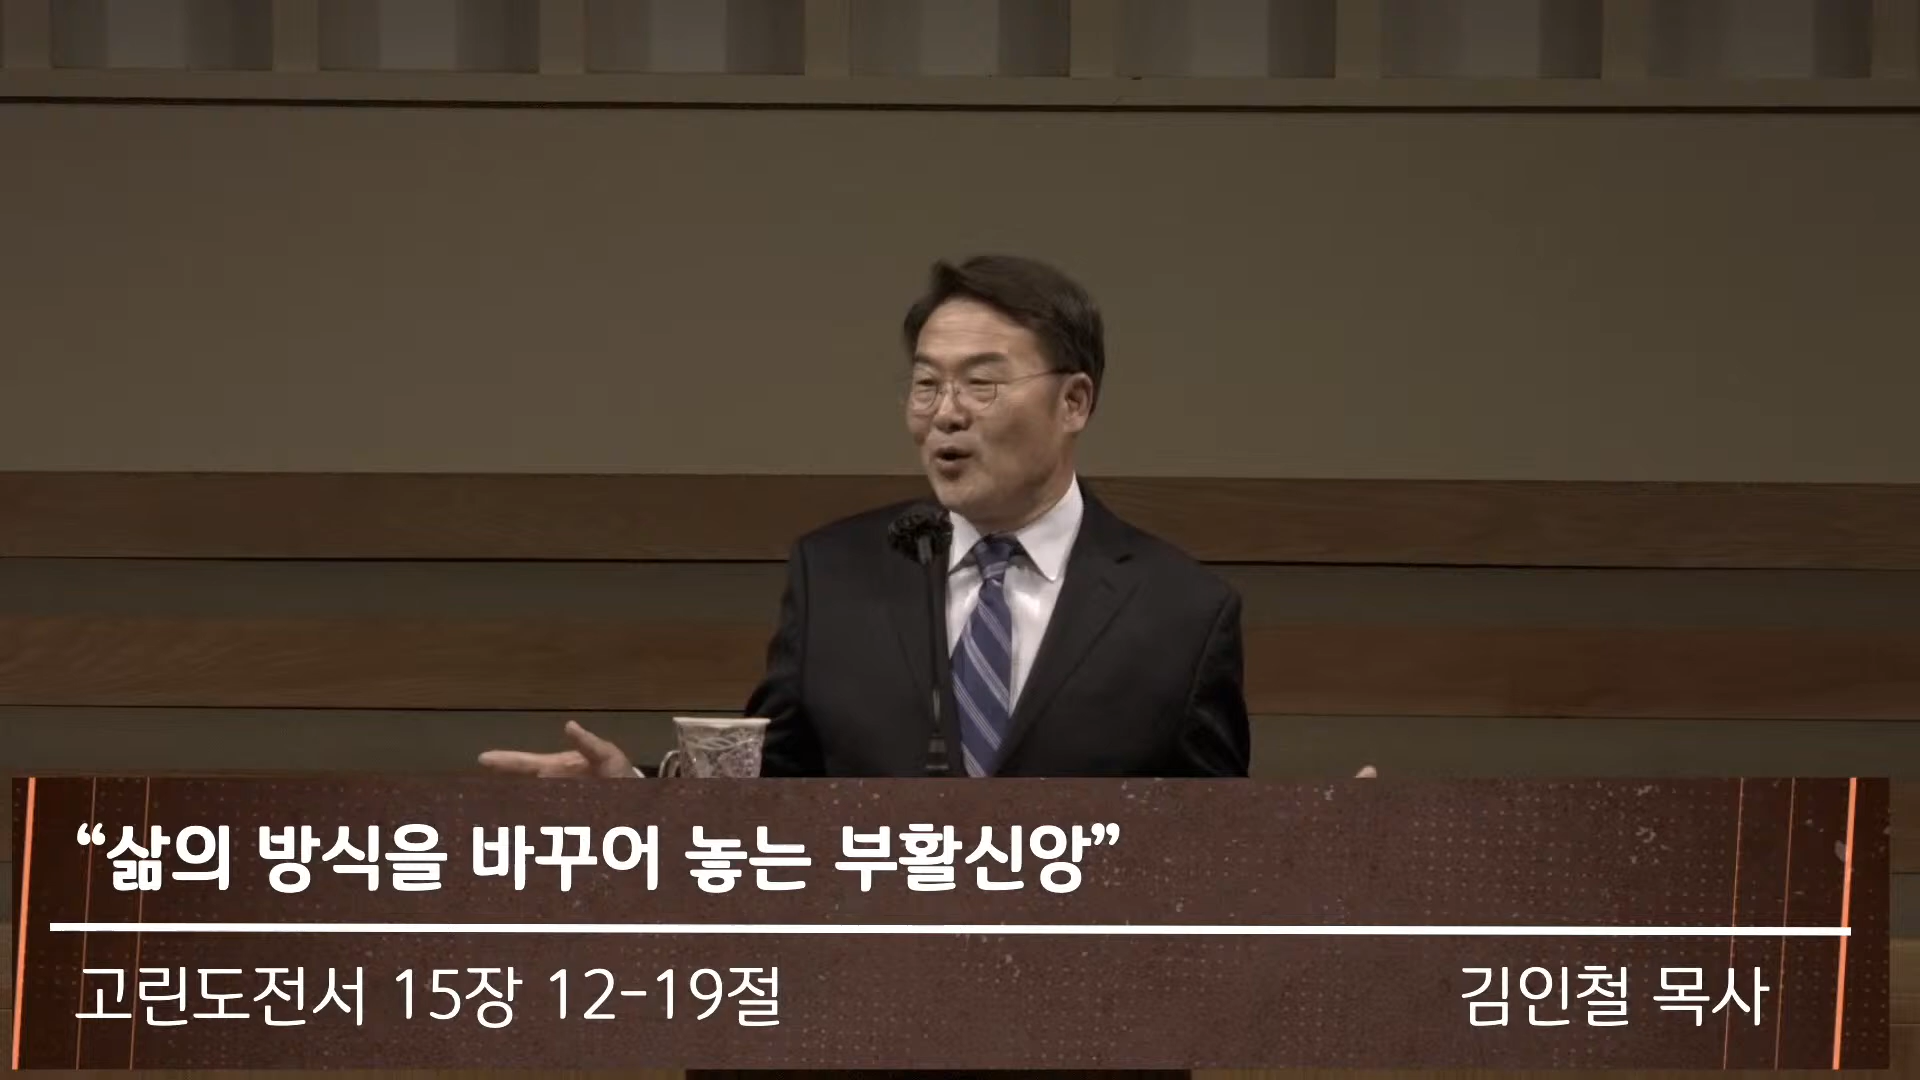 “삶의 방식을 바꾸어 놓는 부활신앙”
고린도전서 15장 12-19절
김인철 목사